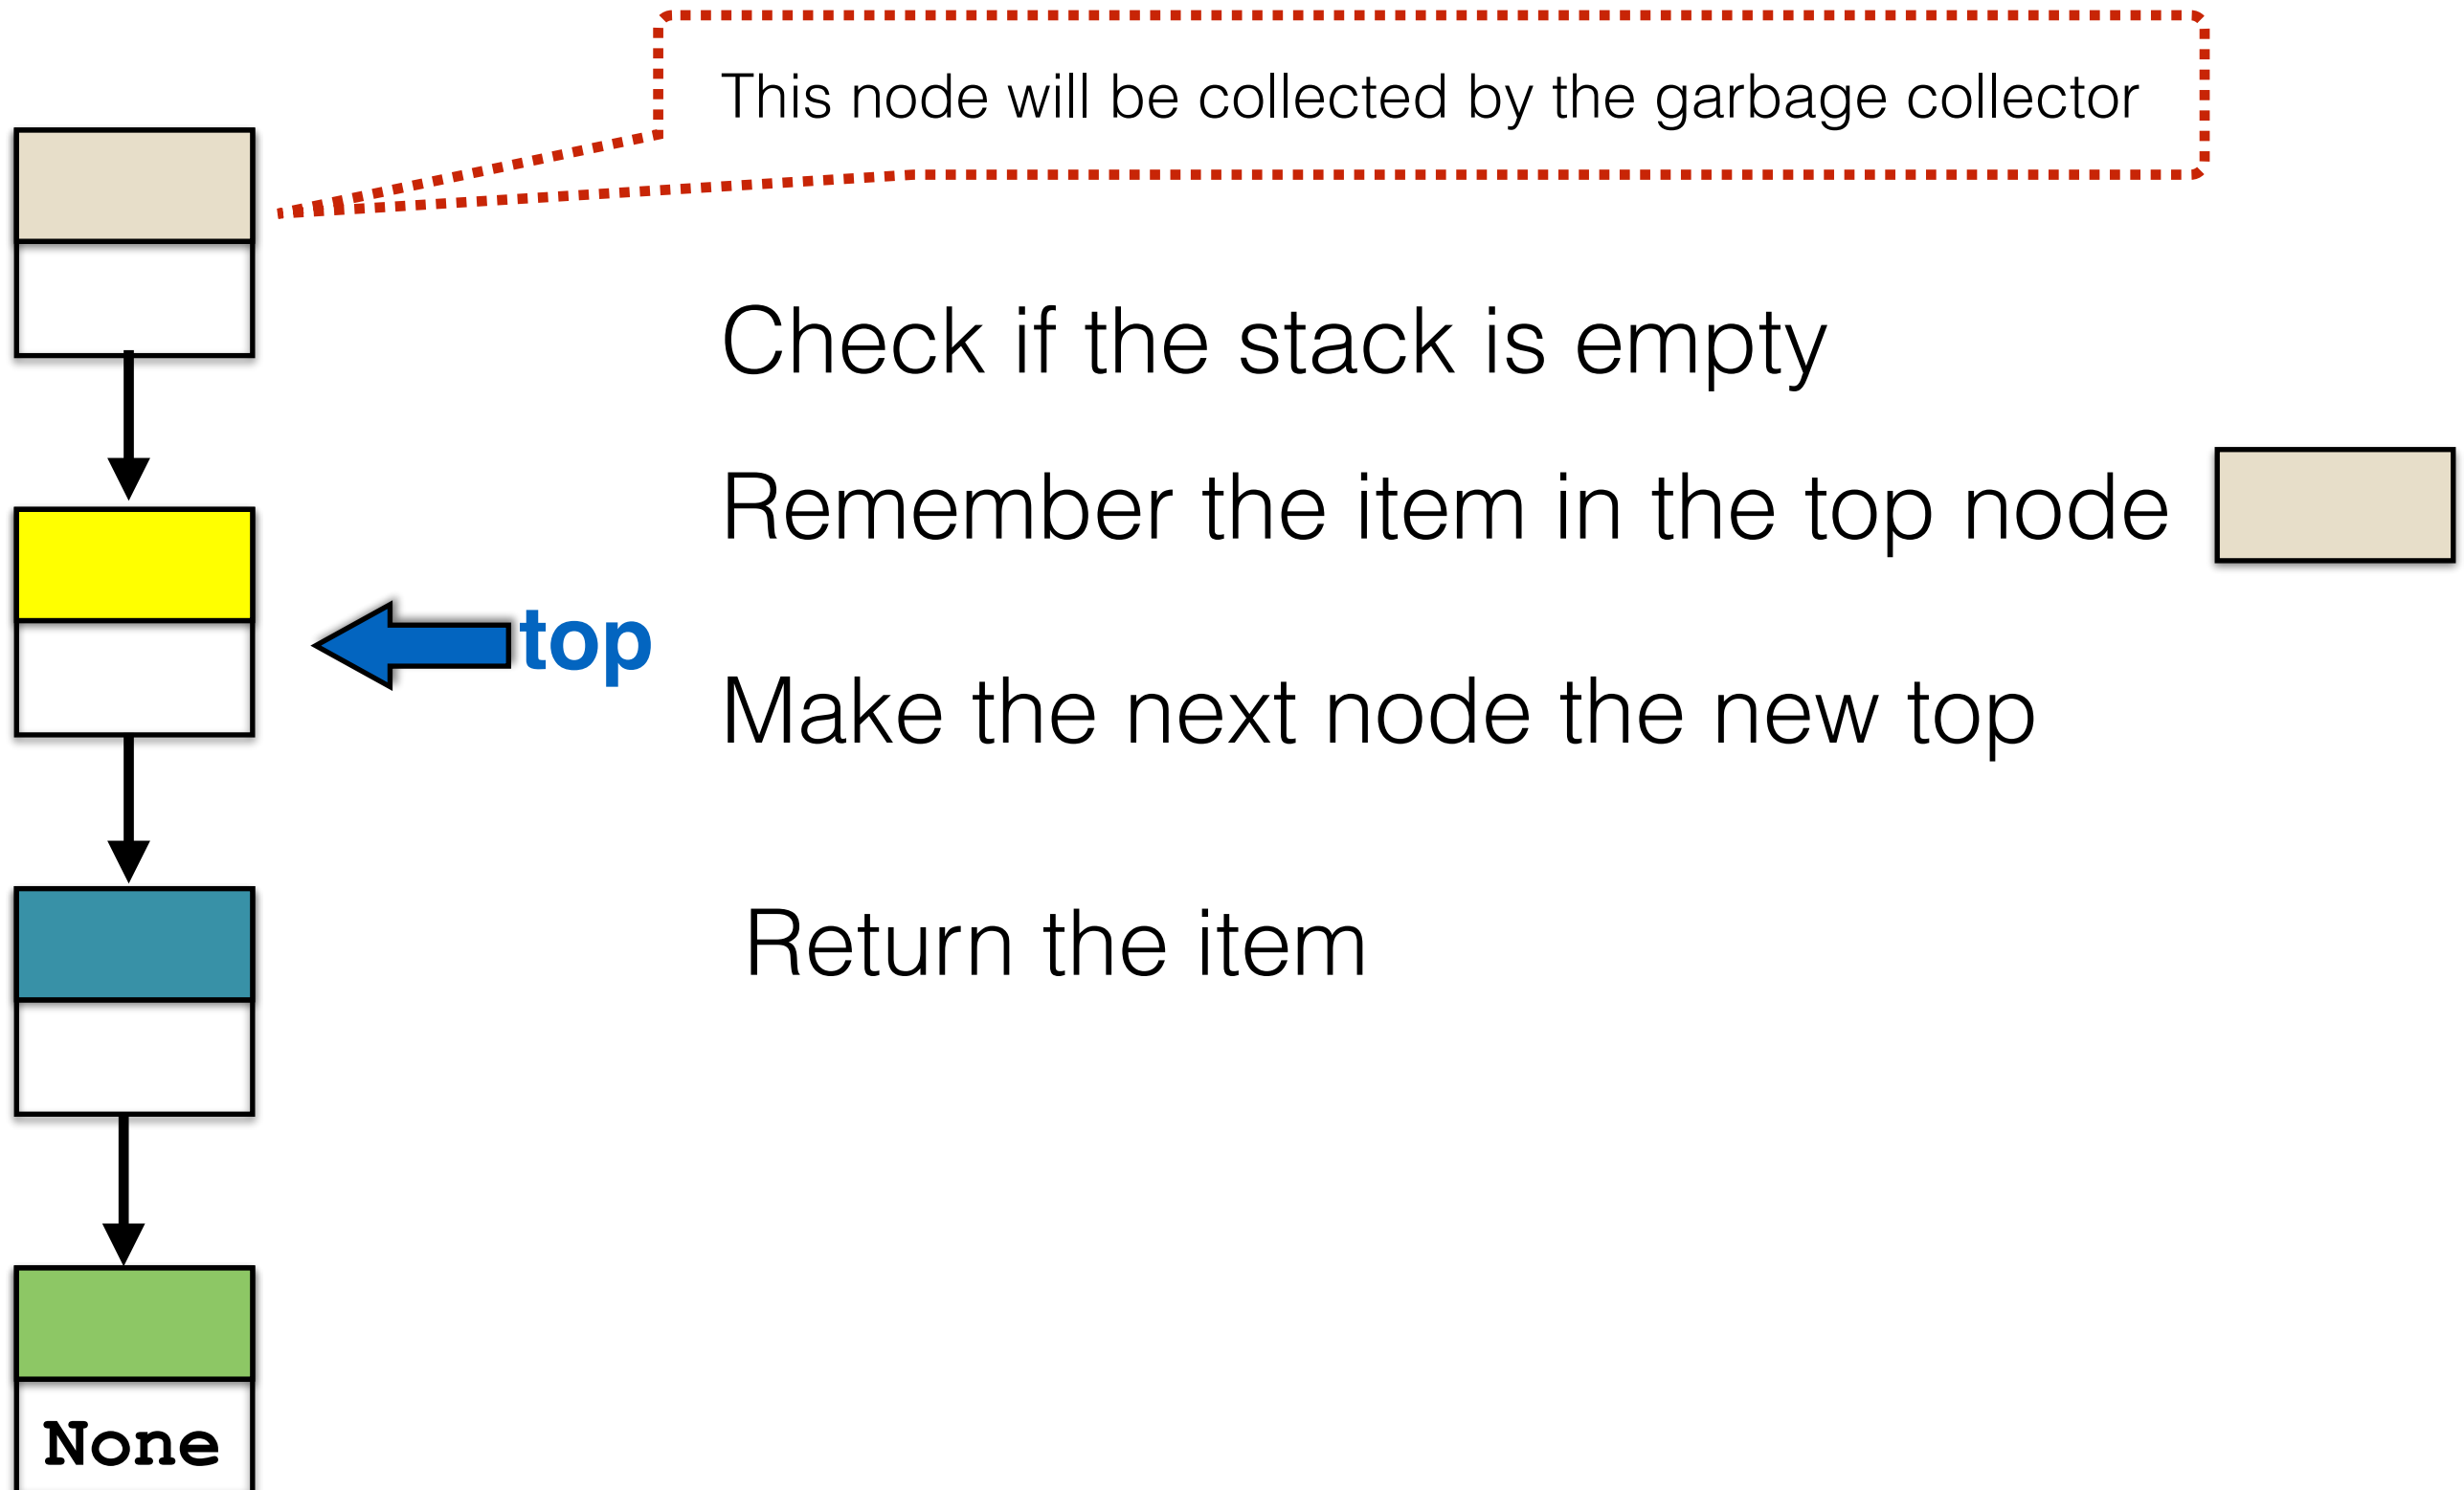 This node will be collected by the garbage collector
Check if the stack is empty
Remember the item in the top node
top
Make the next node the new top
Return the item
None